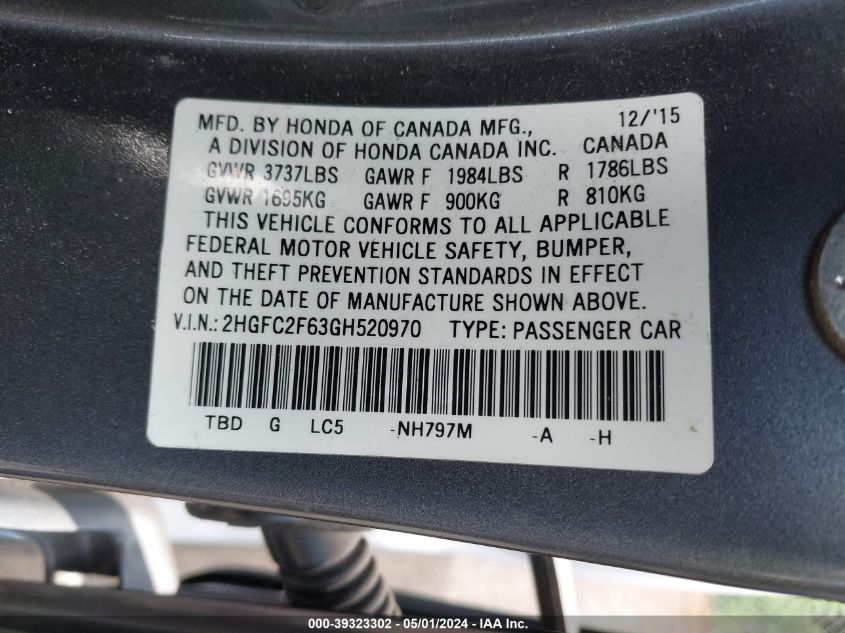 MFD. BY HONDA OF CANADA MFG., 12/'15
A DIVISION OF HONDA CANADA INC. CANADA
GVWR 3737LBS GAWR F 1984LBS R 1786LBS
GVWR 1695KG GAWR F 900KG R 810KG
THIS VEHICLE CONFORMS TO ALL APPLICABLE
FEDERAL MOTOR VEHICLE SAFETY, BUMPER,
AND THEFT PREVENTION STANDARDS IN EFFECT
ON THE DATE OF MANUFACTURE SHOWN ABOVE.
V.I.N.: 2HGFC2F63GH520970 TYPE: PASSENGER CAR
TBD G LC5 -NH797M -A -H
000-39323302 - 05/01/2024 - IAA Inc.